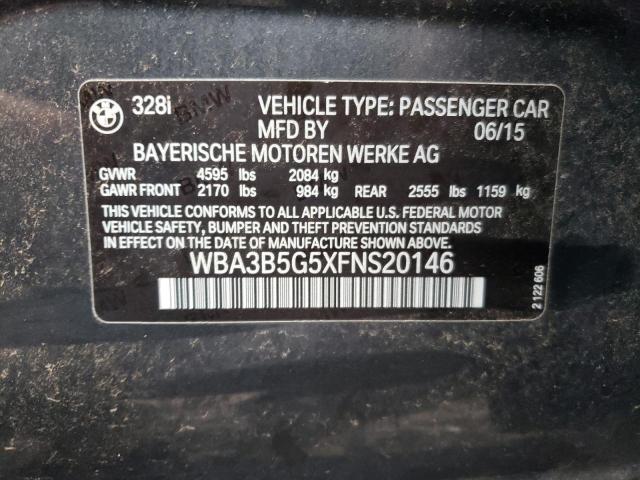 328i VEHICLE TYPE: PASSENGER CAR
MFD BY 06/15
BAYERISCHE MOTOREN WERKE AG
GVWR 4595 lbs 2084 kg
GAWR FRONT 2170 lbs 984 kg REAR 2555 lbs 1159 kg
THIS VEHICLE CONFORMS TO ALL APPLICABLE U.S. FEDERAL MOTOR
VEHICLE SAFETY, BUMPER AND THEFT PREVENTION STANDARDS
IN EFFECT ON THE DATE OF MANUFACTURE SHOWN ABOVE.
WBA3B5G5XFNS20146
2 122 606
BMW